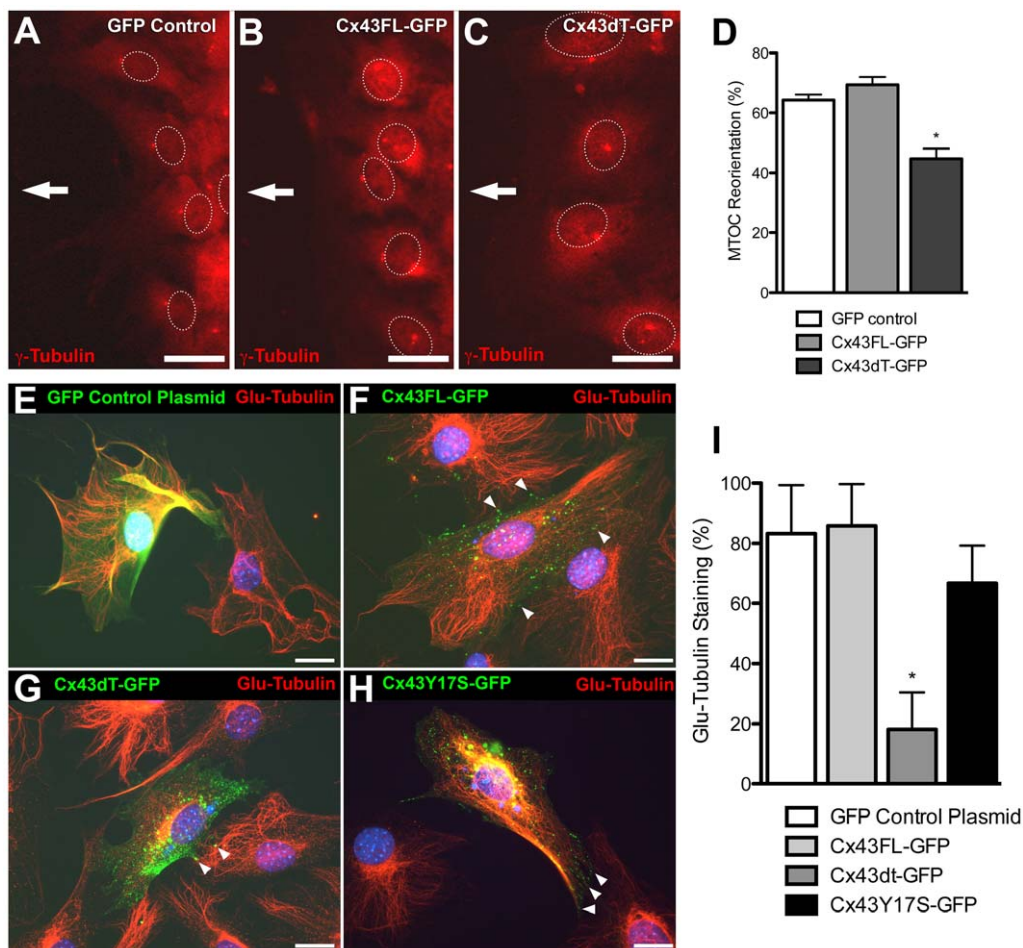 A GFP Control
γ-Tubulin
B Cx43FL-GFP
γ-Tubulin
C Cx43dT-GFP
γ-Tubulin
D
MTOC Reorientation (%)
80
60
40
20
0
*
GFP control
Cx43FL-GFP
Cx43dT-GFP
E GFP Control Plasmid Glu-Tubulin
F Cx43FL-GFP Glu-Tubulin
G Cx43dT-GFP Glu-Tubulin
H Cx43Y17S-GFP Glu-Tubulin
I
Glu-Tubulin Staining (%)
100
80
60
40
20
0
*
GFP Control Plasmid
Cx43FL-GFP
Cx43dt-GFP
Cx43Y17S-GFP